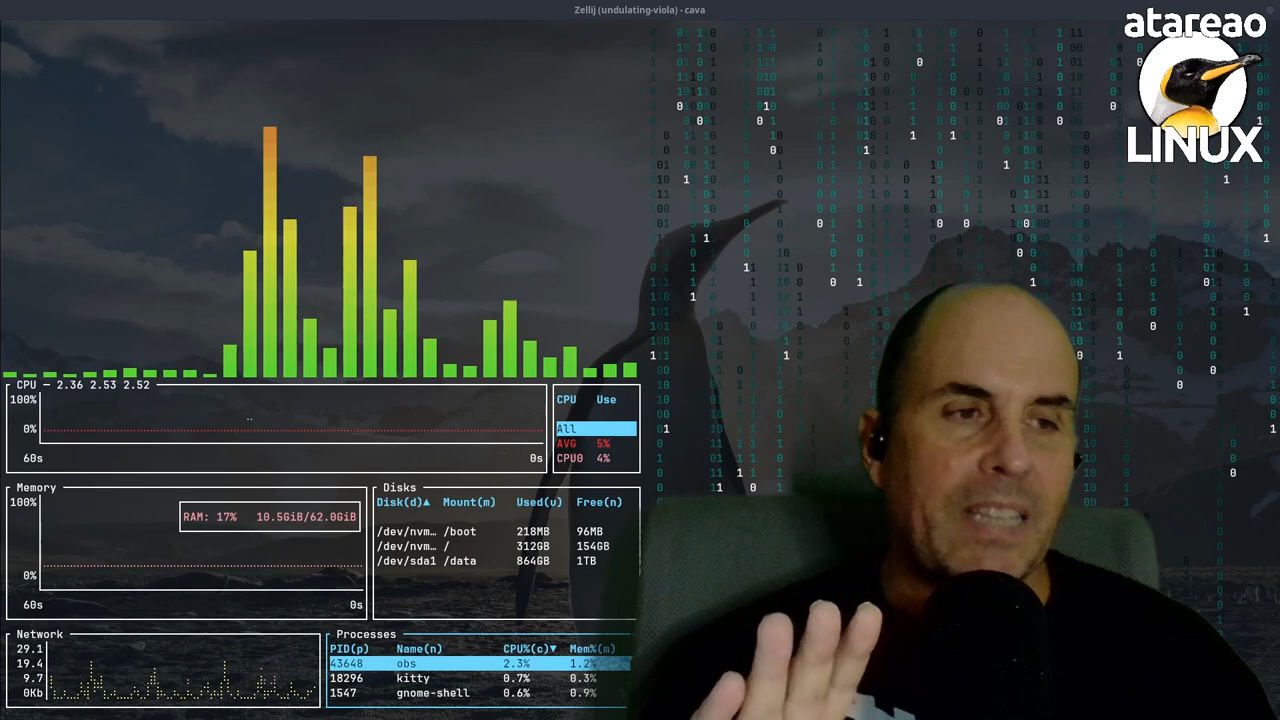 Zellij (undulating-viola) - cava
atareao
LINUX
CPU — 2.36 2.53 2.52
100%
0%
60s 0s
CPU Use
All
AVG 5%
CPU0 4%
Memory
100%
RAM: 17% 10.5GiB/62.0GiB
0%
60s 0s
Disks
Disk(d)▲ Mount(m) Used(u) Free(n)
/dev/nvm… /boot 218MB 96MB
/dev/nvm… / 312GB 154GB
/dev/sda1 /data 864GB 1TB
Network
29.1
19.4
9.7
0Kb
Processes
PID(p) Name(n) CPU%(c)▼ Mem%(m)
43648 obs 2.3% 1.2%
18296 kitty 0.7% 0.3%
1547 gnome-shell 0.6% 0.9%